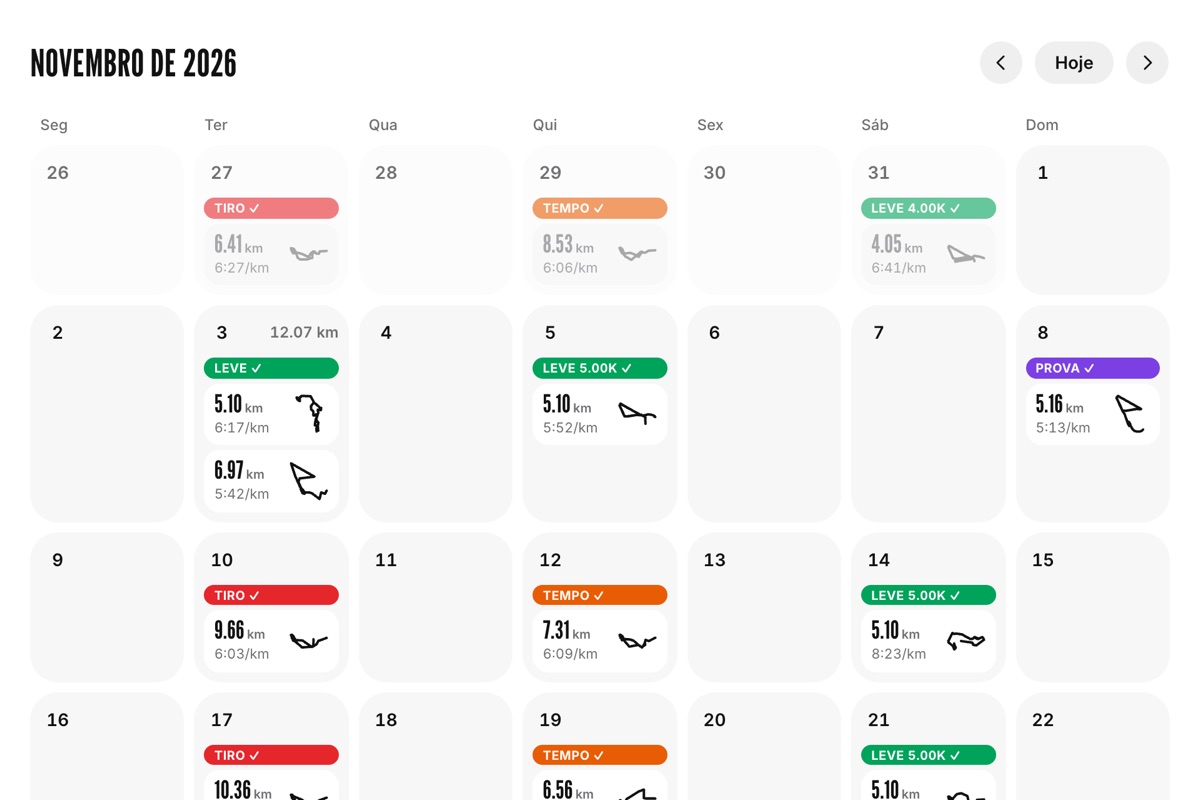 NOVEMBRO DE 2026
Hoje
Seg Ter Qua Qui Sex Sáb Dom
26 27 28 29 30 31 1
TIRO ✓ TEMPO ✓ LEVE 4.00K ✓
6.41 km 8.53 km 4.05 km
6:27/km 6:06/km 6:41/km
2 3 12.07 km 4 5 6 7 8
LEVE ✓ LEVE 5.00K ✓ PROVA ✓
5.10 km 5.10 km 5.16 km
6:17/km 5:52/km 5:13/km
6.97 km
5:42/km
9 10 11 12 13 14 15
TIRO ✓ TEMPO ✓ LEVE 5.00K ✓
9.66 km 7.31 km 5.10 km
6:03/km 6:09/km 8:23/km
16 17 18 19 20 21 22
TIRO ✓ TEMPO ✓ LEVE 5.00K ✓
10.36 km 6.56 km 5.10 km